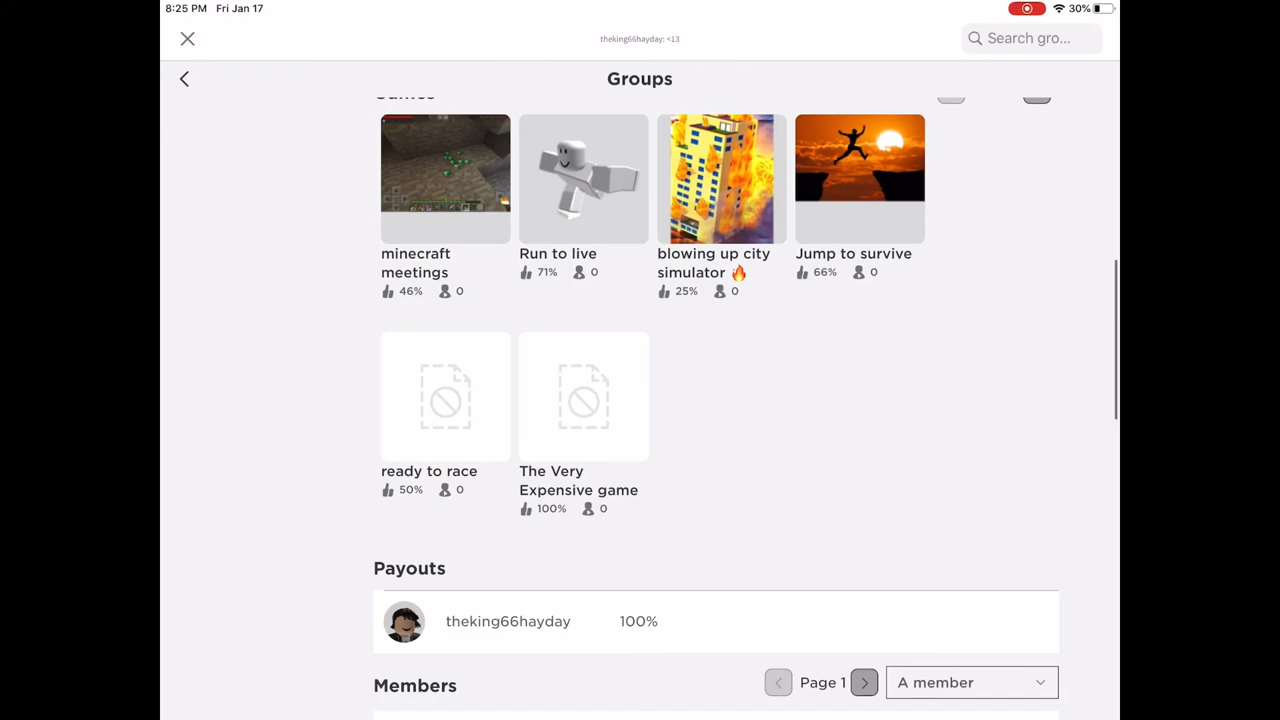 8:25 PM Fri Jan 17
30%
theking66hayday: <13
Search gro...
Groups
Games
minecraft
meetings
46% 0
Run to live
71% 0
blowing up city
simulator 🔥
25% 0
Jump to survive
66% 0
ready to race
50% 0
The Very
Expensive game
100% 0
Payouts
theking66hayday 100%
Members
Page 1
A member